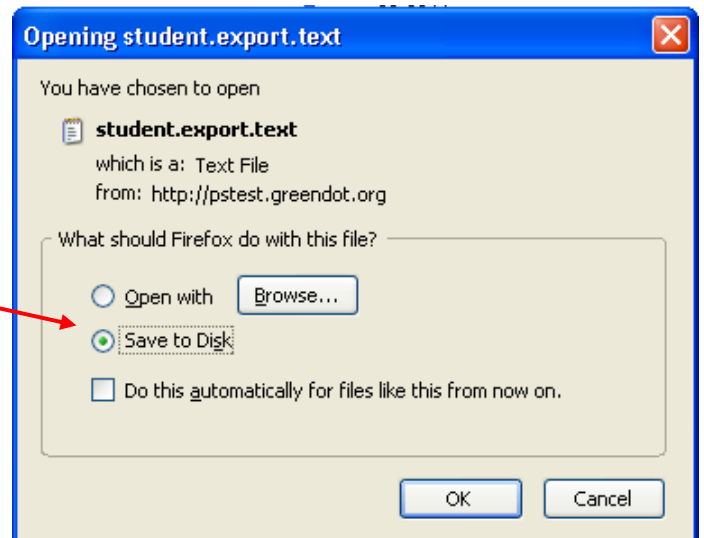 Opening student.export.text
You have chosen to open
student.export.text
which is a: Text File
from: http://pstest.greendot.org
What should Firefox do with this file?
Open with Browse...
Save to Disk
Do this automatically for files like this from now on.
OK Cancel